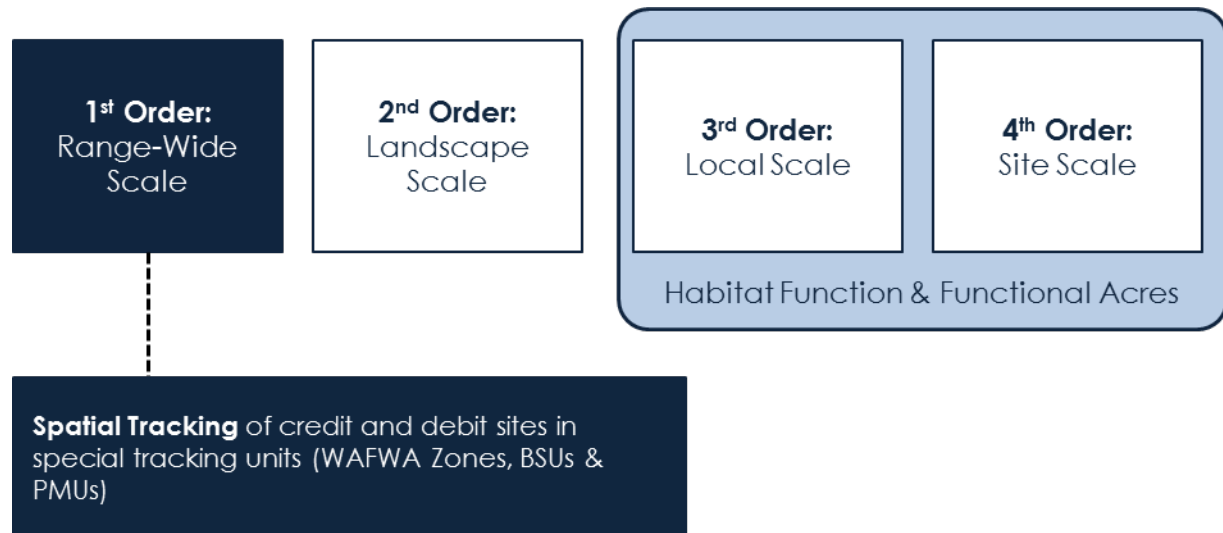 1st Order:
Range-Wide
Scale
2nd Order:
Landscape
Scale
3rd Order:
Local Scale
4th Order:
Site Scale
Habitat Function & Functional Acres
Spatial Tracking of credit and debit sites in
special tracking units (WAFWA Zones, BSUs &
PMUs)